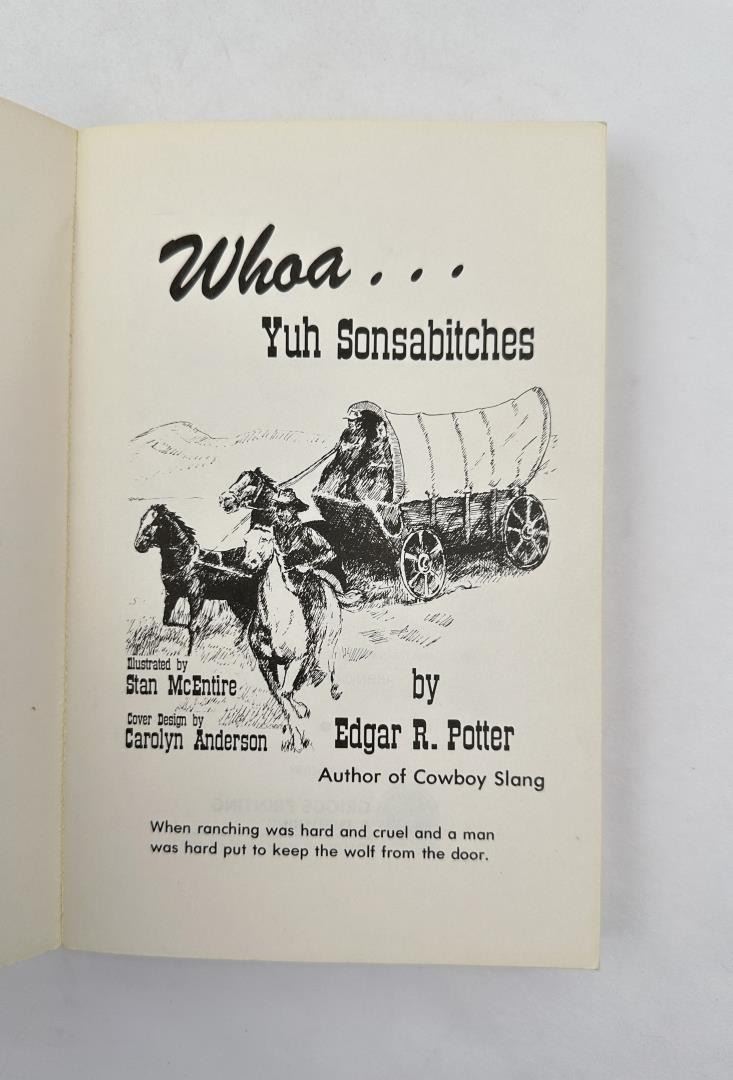 Whoa...
Yuh Sonsabitches
Illustrated by
Stan McEntire
Cover Design by
Carolyn Anderson
by
Edgar R. Potter
Author of Cowboy Slang
When ranching was hard and cruel and a man
was hard put to keep the wolf from the door.